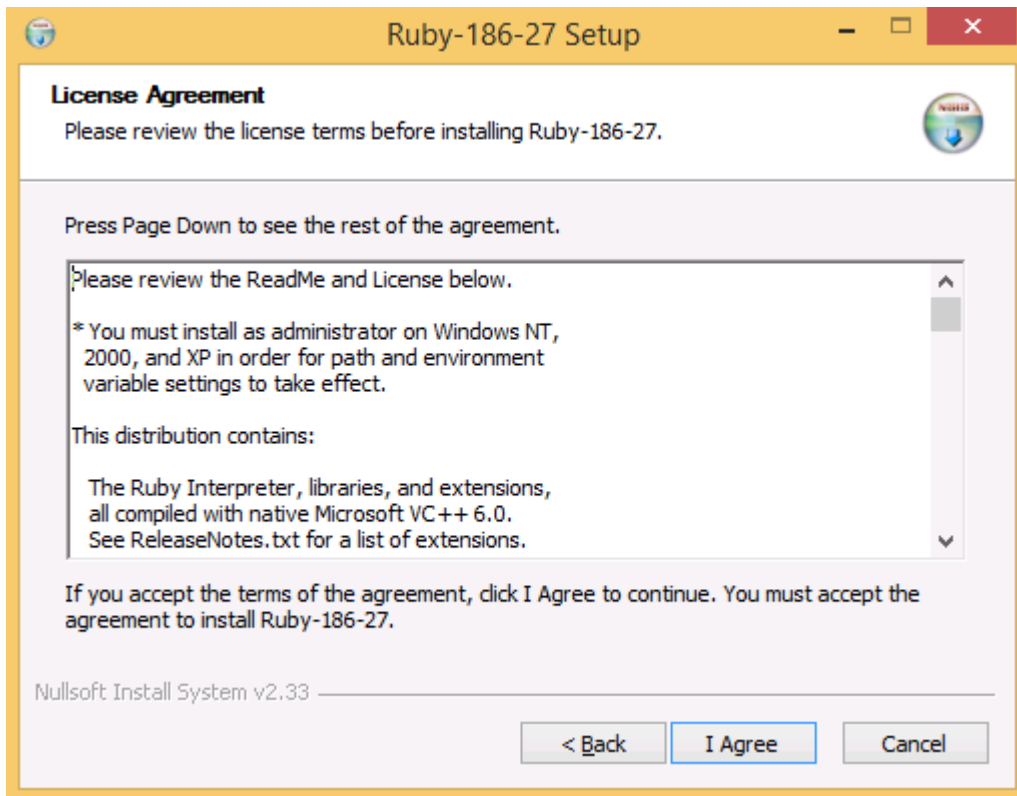 Ruby-186-27 Setup
License Agreement
Please review the license terms before installing Ruby-186-27.
Press Page Down to see the rest of the agreement.
Please review the ReadMe and License below.
* You must install as administrator on Windows NT,
2000, and XP in order for path and environment
variable settings to take effect.
This distribution contains:
The Ruby Interpreter, libraries, and extensions,
all compiled with native Microsoft VC++ 6.0.
See ReleaseNotes.txt for a list of extensions.
If you accept the terms of the agreement, click I Agree to continue. You must accept the
agreement to install Ruby-186-27.
Nullsoft Install System v2.33
< Back I Agree Cancel